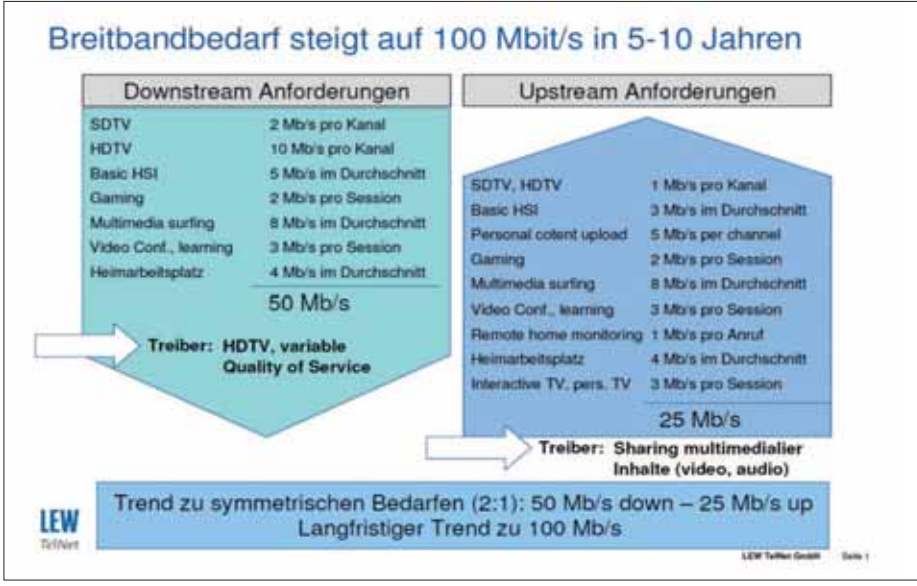 Breitbandbedarf steigt auf 100 Mbit/s in 5-10 Jahren
Downstream Anforderungen
SDTV 2 Mb/s pro Kanal
HDTV 10 Mb/s pro Kanal
Basic HSI 5 Mb/s im Durchschnitt
Gaming 2 Mb/s pro Session
Multimedia surfing 8 Mb/s im Durchschnitt
Video Conf., learning 3 Mb/s pro Session
Heimarbeitsplatz 4 Mb/s im Durchschnitt
50 Mb/s
Treiber: HDTV, variable
Quality of Service
Upstream Anforderungen
SDTV, HDTV 1 Mb/s pro Kanal
Basic HSI 3 Mb/s im Durchschnitt
Personal cotent upload 5 Mb/s per channel
Gaming 2 Mb/s pro Session
Multimedia surfing 8 Mb/s im Durchschnitt
Video Conf., learning 3 Mb/s pro Session
Remote home monitoring 1 Mb/s pro Anruf
Heimarbeitsplatz 4 Mb/s im Durchschnitt
Interactive TV, pers. TV 3 Mb/s pro Session
25 Mb/s
Treiber: Sharing multimedialier
Inhalte (video, audio)
Trend zu symmetrischen Bedarfen (2:1): 50 Mb/s down – 25 Mb/s up
Langfristiger Trend zu 100 Mb/s
LEW
TelNet
LEW TelNet GmbH Seite 1